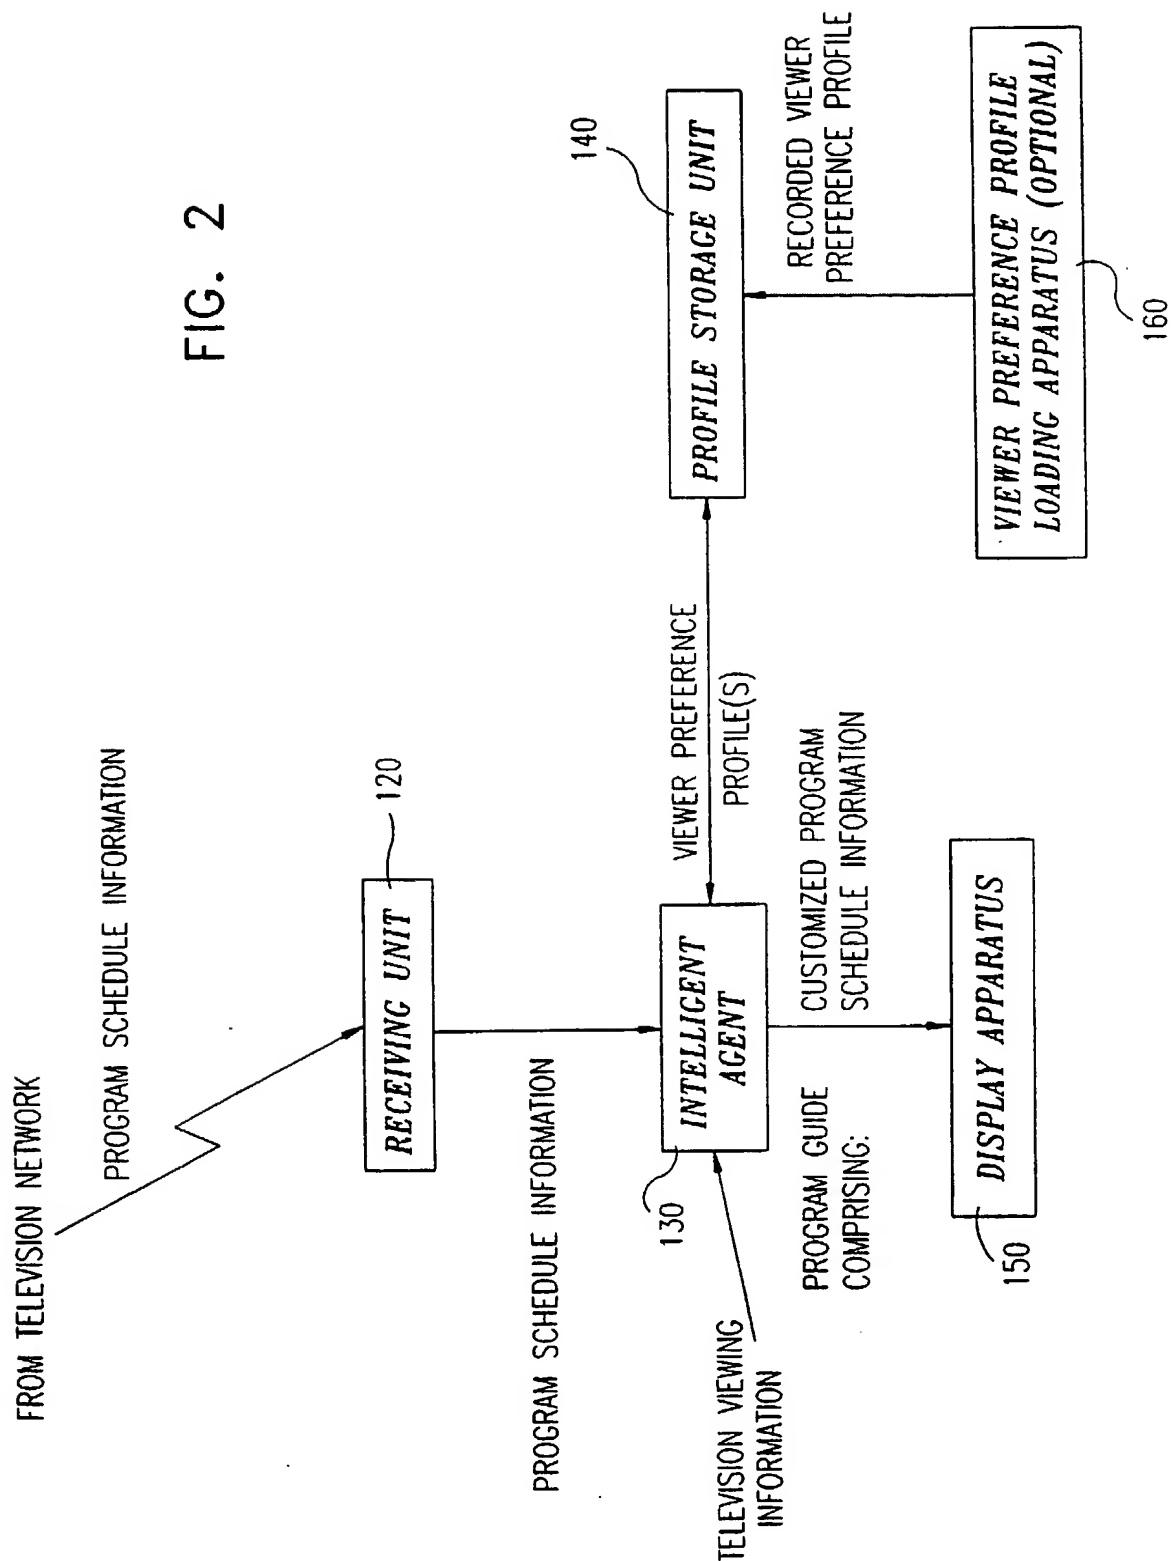 FIG. 2
FROM TELEVISION NETWORK
PROGRAM SCHEDULE INFORMATION
120
RECEIVING UNIT
PROGRAM SCHEDULE INFORMATION
TELEVISION VIEWING
INFORMATION
130
INTELLIGENT
AGENT
VIEWER PREFERENCE
PROFILE(S)
140
PROFILE STORAGE UNIT
PROGRAM GUIDE
COMPRISING:
CUSTOMIZED PROGRAM
SCHEDULE INFORMATION
RECORDED VIEWER
PREFERENCE PROFILE
150
DISPLAY APPARATUS
VIEWER PREFERENCE PROFILE
LOADING APPARATUS (OPTIONAL)
160